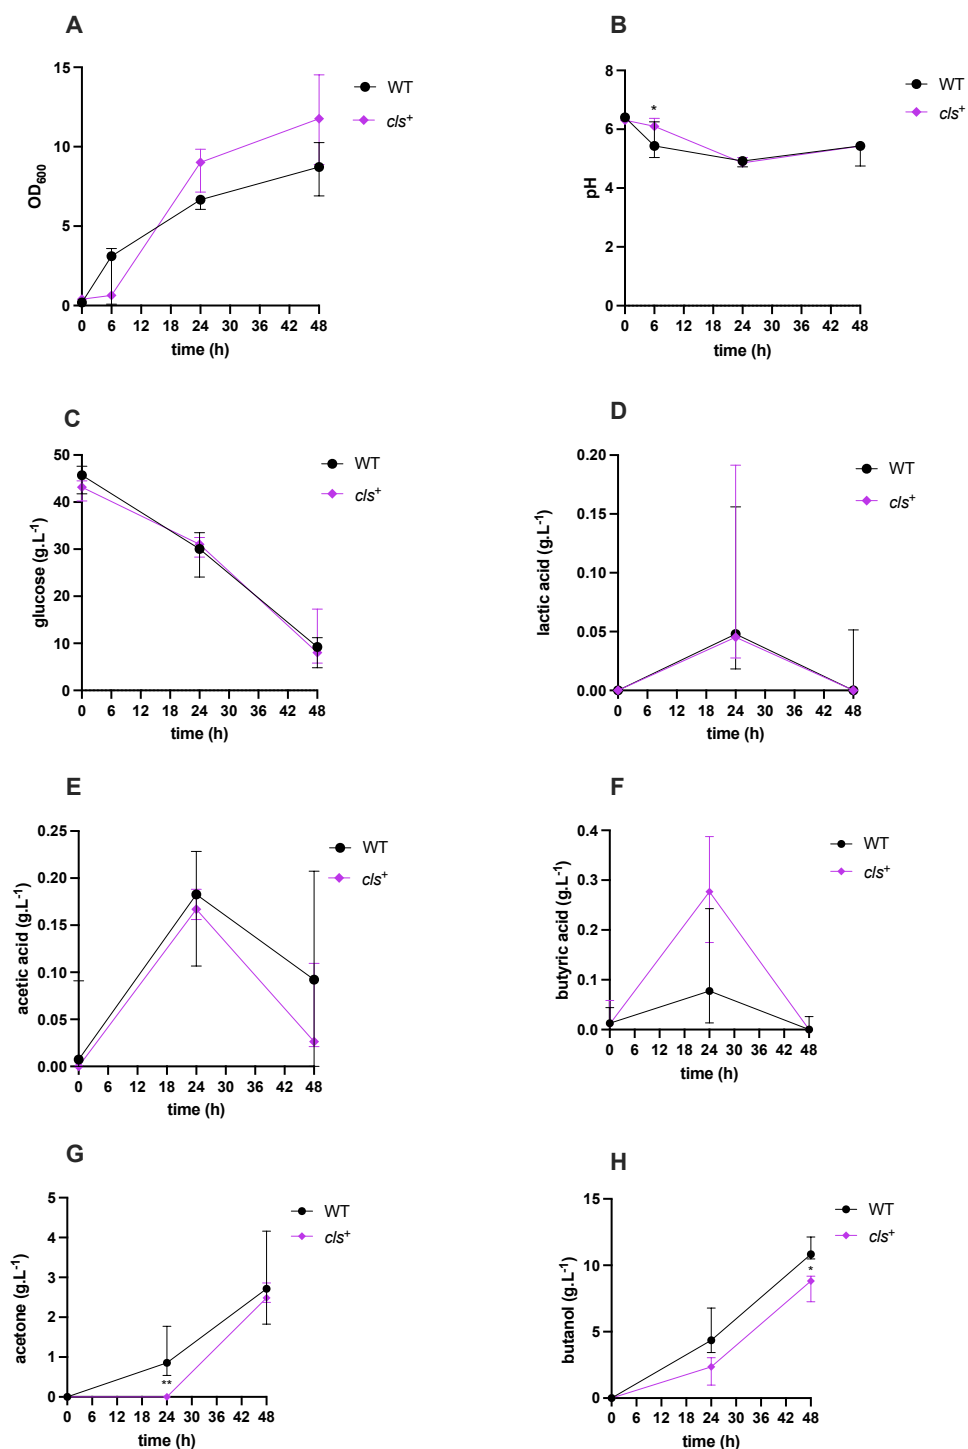 A
15
10
5
0
OD600
0 6 12 18 24 30 36 42 48
time (h)
WT
cls+
B
8
6
4
2
0
pH
*
0 6 12 18 24 30 36 42 48
time (h)
WT
cls+
C
50
40
30
20
10
0
glucose (g.L-1)
0 6 12 18 24 30 36 42 48
time (h)
WT
cls+
D
0.20
0.15
0.10
0.05
0.00
lactic acid (g.L-1)
0 6 12 18 24 30 36 42 48
time (h)
WT
cls+
E
0.25
0.20
0.15
0.10
0.05
0.00
acetic acid (g.L-1)
0 6 12 18 24 30 36 42 48
time (h)
WT
cls+
F
0.4
0.3
0.2
0.1
0.0
butyric acid (g.L-1)
0 6 12 18 24 30 36 42 48
time (h)
WT
cls+
G
5
4
3
2
1
0
acetone (g.L-1)
**
0 6 12 18 24 30 36 42 48
time (h)
WT
cls+
H
15
10
5
0
butanol (g.L-1)
*
0 6 12 18 24 30 36 42 48
time (h)
WT
cls+